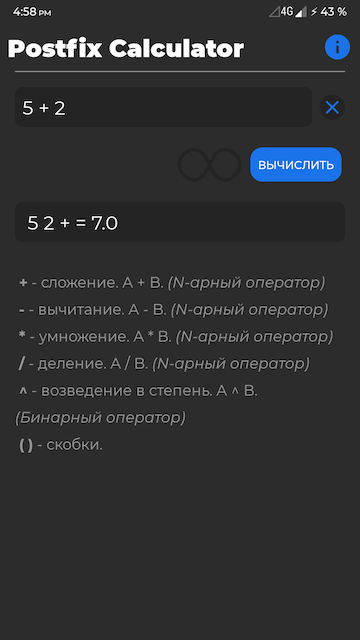 4:58 PM 4G 43 %
Postfix Calculator
5 + 2
ВЫЧИСЛИТЬ
5 2 + = 7.0
+ - сложение. A + B. (N-арный оператор)
- - вычитание. A - B. (N-арный оператор)
* - умножение. A * B. (N-арный оператор)
/ - деление. A / B. (N-арный оператор)
^ - возведение в степень. A ^ B.
(Бинарный оператор)
( ) - скобки.